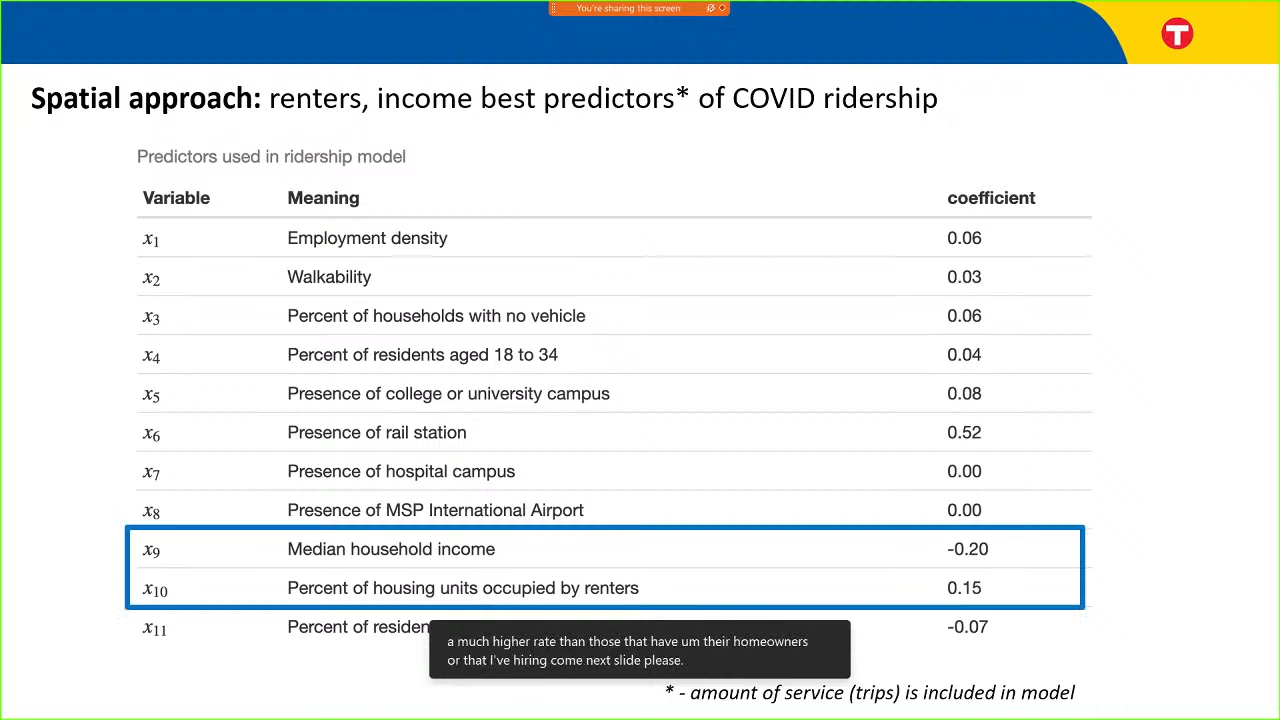 You're sharing this screen
T
Spatial approach: renters, income best predictors* of COVID ridership
Predictors used in ridership model
Variable Meaning coefficient
x1 Employment density 0.06
x2 Walkability 0.03
x3 Percent of households with no vehicle 0.06
x4 Percent of residents aged 18 to 34 0.04
x5 Presence of college or university campus 0.08
x6 Presence of rail station 0.52
x7 Presence of hospital campus 0.00
x8 Presence of MSP International Airport 0.00
x9 Median household income -0.20
x10 Percent of housing units occupied by renters 0.15
x11 Percent of residen -0.07
a much higher rate than those that have um their homeowners
or that I've hiring come next slide please.
* - amount of service (trips) is included in model